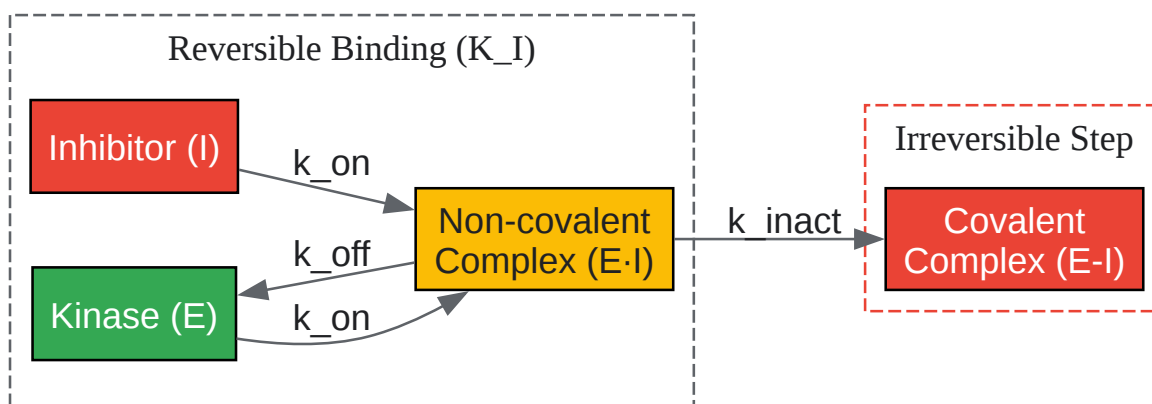 Reversible Binding (K_I)
Inhibitor (I)
k_on
Non-covalent
Complex (E·I)
k_off
Kinase (E)
k_on
k_inact
Irreversible Step
Covalent
Complex (E-I)